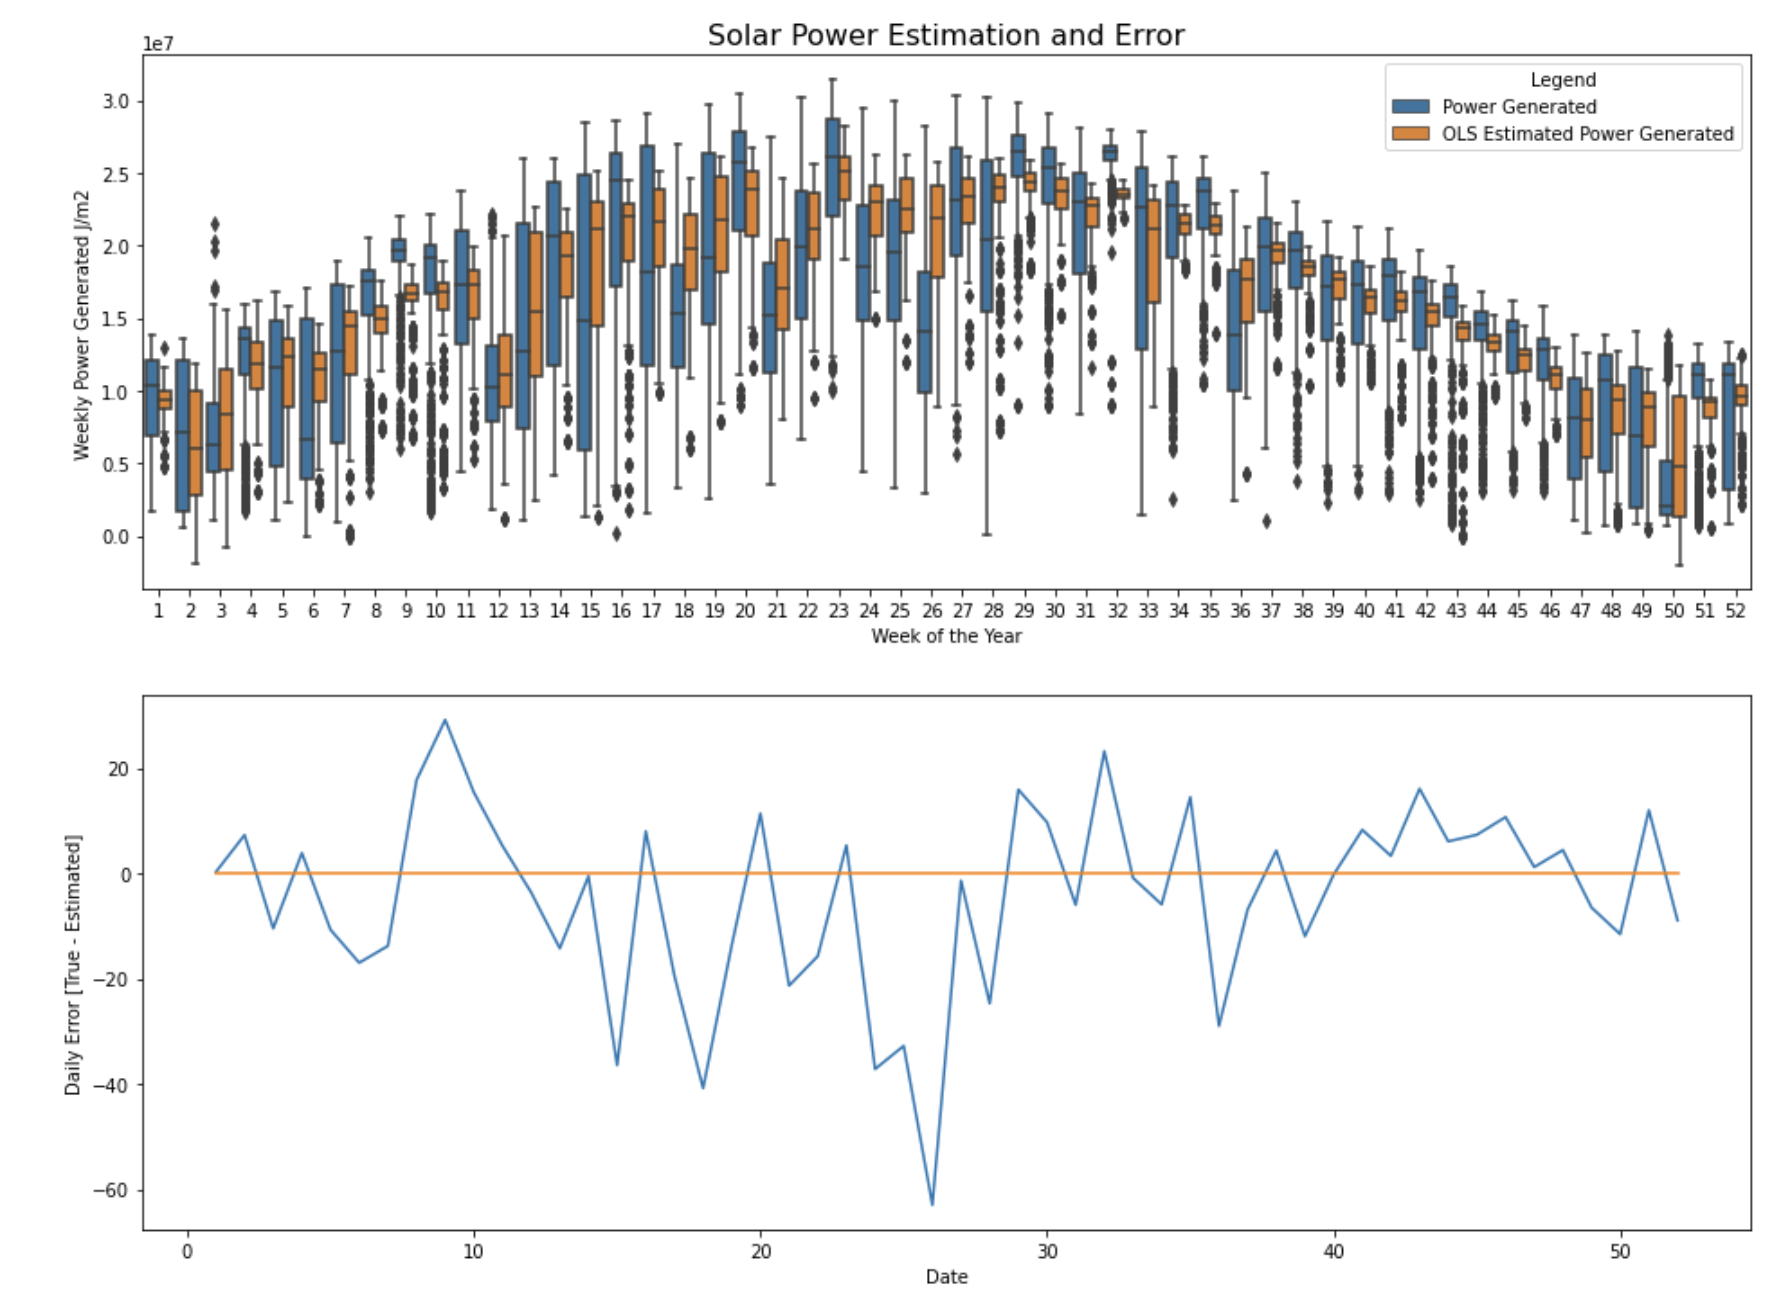 Solar Power Estimation and Error
1e7
Legend
Power Generated
OLS Estimated Power Generated
3.0
2.5
2.0
1.5
1.0
0.5
0.0
Weekly Power Generated J/m2
1 2 3 4 5 6 7 8 9 10 11 12 13 14 15 16 17 18 19 20 21 22 23 24 25 26 27 28 29 30 31 32 33 34 35 36 37 38 39 40 41 42 43 44 45 46 47 48 49 50 51 52
Week of the Year
20
0
−20
−40
−60
Daily Error [True - Estimated]
0 10 20 30 40 50
Date